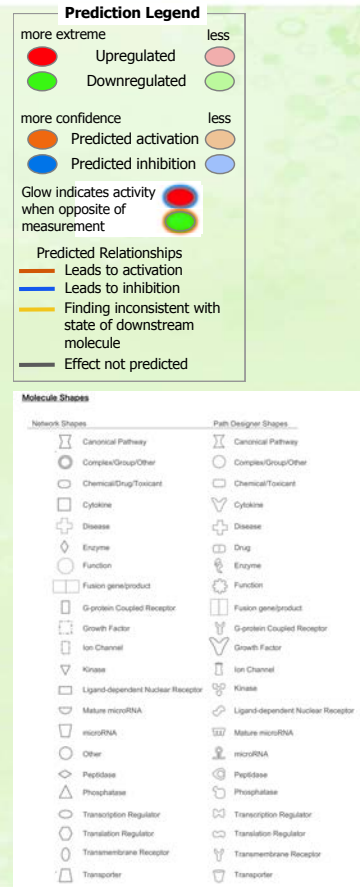 Prediction Legend
more extreme less
Upregulated
Downregulated
more confidence less
Predicted activation
Predicted inhibition
Glow indicates activity
when opposite of
measurement
Predicted Relationships
Leads to activation
Leads to inhibition
Finding inconsistent with
state of downstream
molecule
Effect not predicted
Molecule Shapes
Network Shapes Path Designer Shapes
Canonical Pathway Canonical Pathway
Complex/Group/Other Complex/Group/Other
Chemical/Drug/Toxicant Chemical/Toxicant
Cytokine Cytokine
Disease Disease
Enzyme Drug
Function Enzyme
Fusion gene/product Function
G-protein Coupled Receptor Fusion gene/product
Growth Factor G-protein Coupled Receptor
Ion Channel Growth Factor
Kinase Ion Channel
Ligand-dependent Nuclear Receptor Kinase
Mature microRNA Ligand-dependent Nuclear Receptor
microRNA Mature microRNA
Other microRNA
Peptidase Peptidase
Phosphatase Phosphatase
Transcription Regulator Transcription Regulator
Translation Regulator Translation Regulator
Transmembrane Receptor Transmembrane Receptor
Transporter Transporter